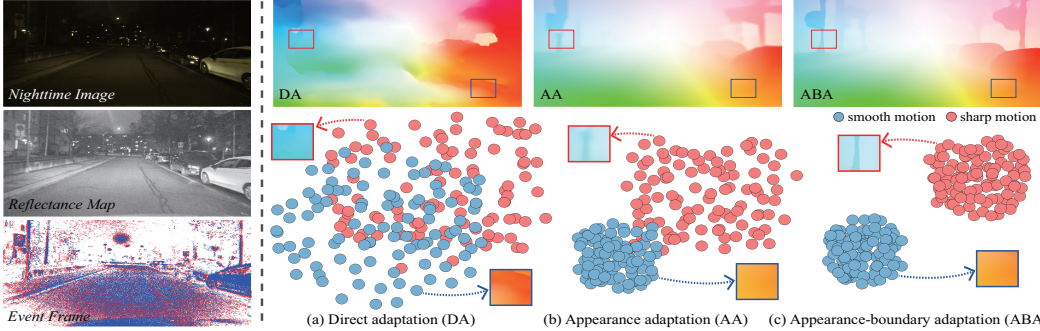 Nighttime Image
Reflectance Map
Event Frame
DA
AA
ABA
smooth motion
sharp motion
(a) Direct adaptation (DA)
(b) Appearance adaptation (AA)
(c) Appearance-boundary adaptation (ABA